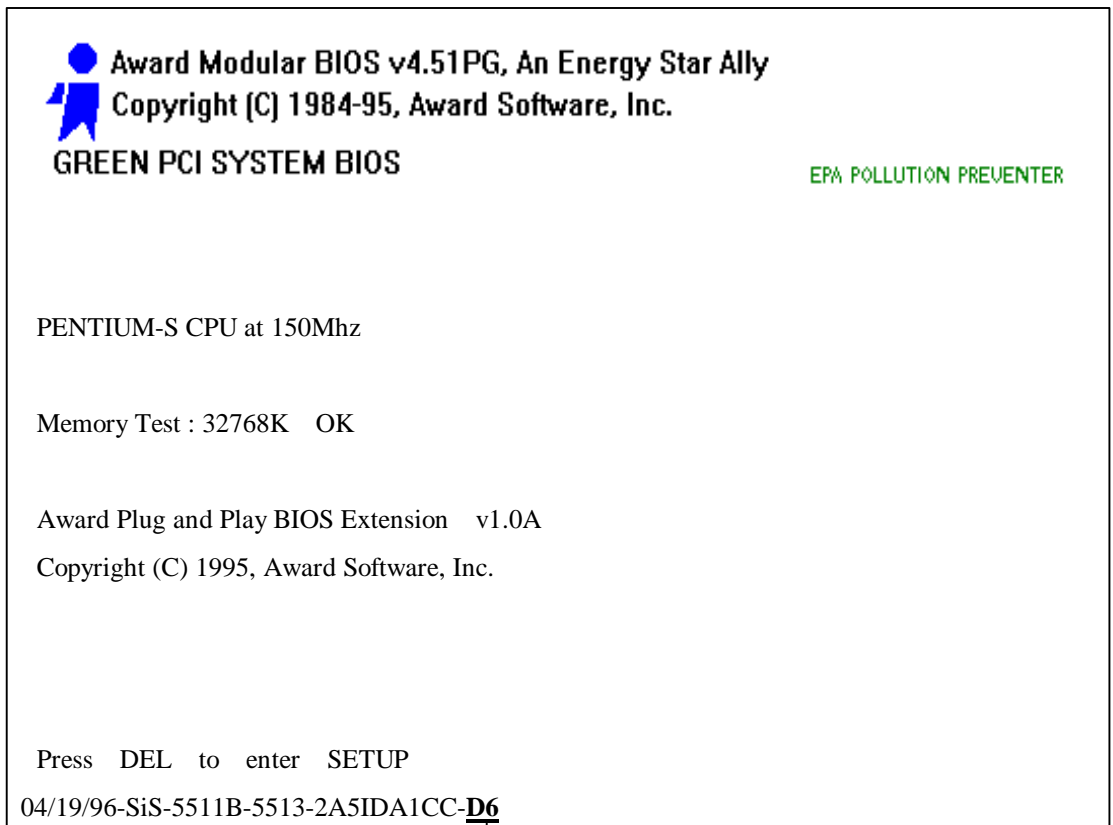 Award Modular BIOS v4.51PG, An Energy Star Ally
Copyright (C) 1984-95, Award Software, Inc.
GREEN PCI SYSTEM BIOS
EPA POLLUTION PREVENTER
PENTIUM-S CPU at 150Mhz
Memory Test : 32768K OK
Award Plug and Play BIOS Extension v1.0A
Copyright (C) 1995, Award Software, Inc.
Press DEL to enter SETUP
04/19/96-SiS-5511B-5513-2A5IDA1CC-D6